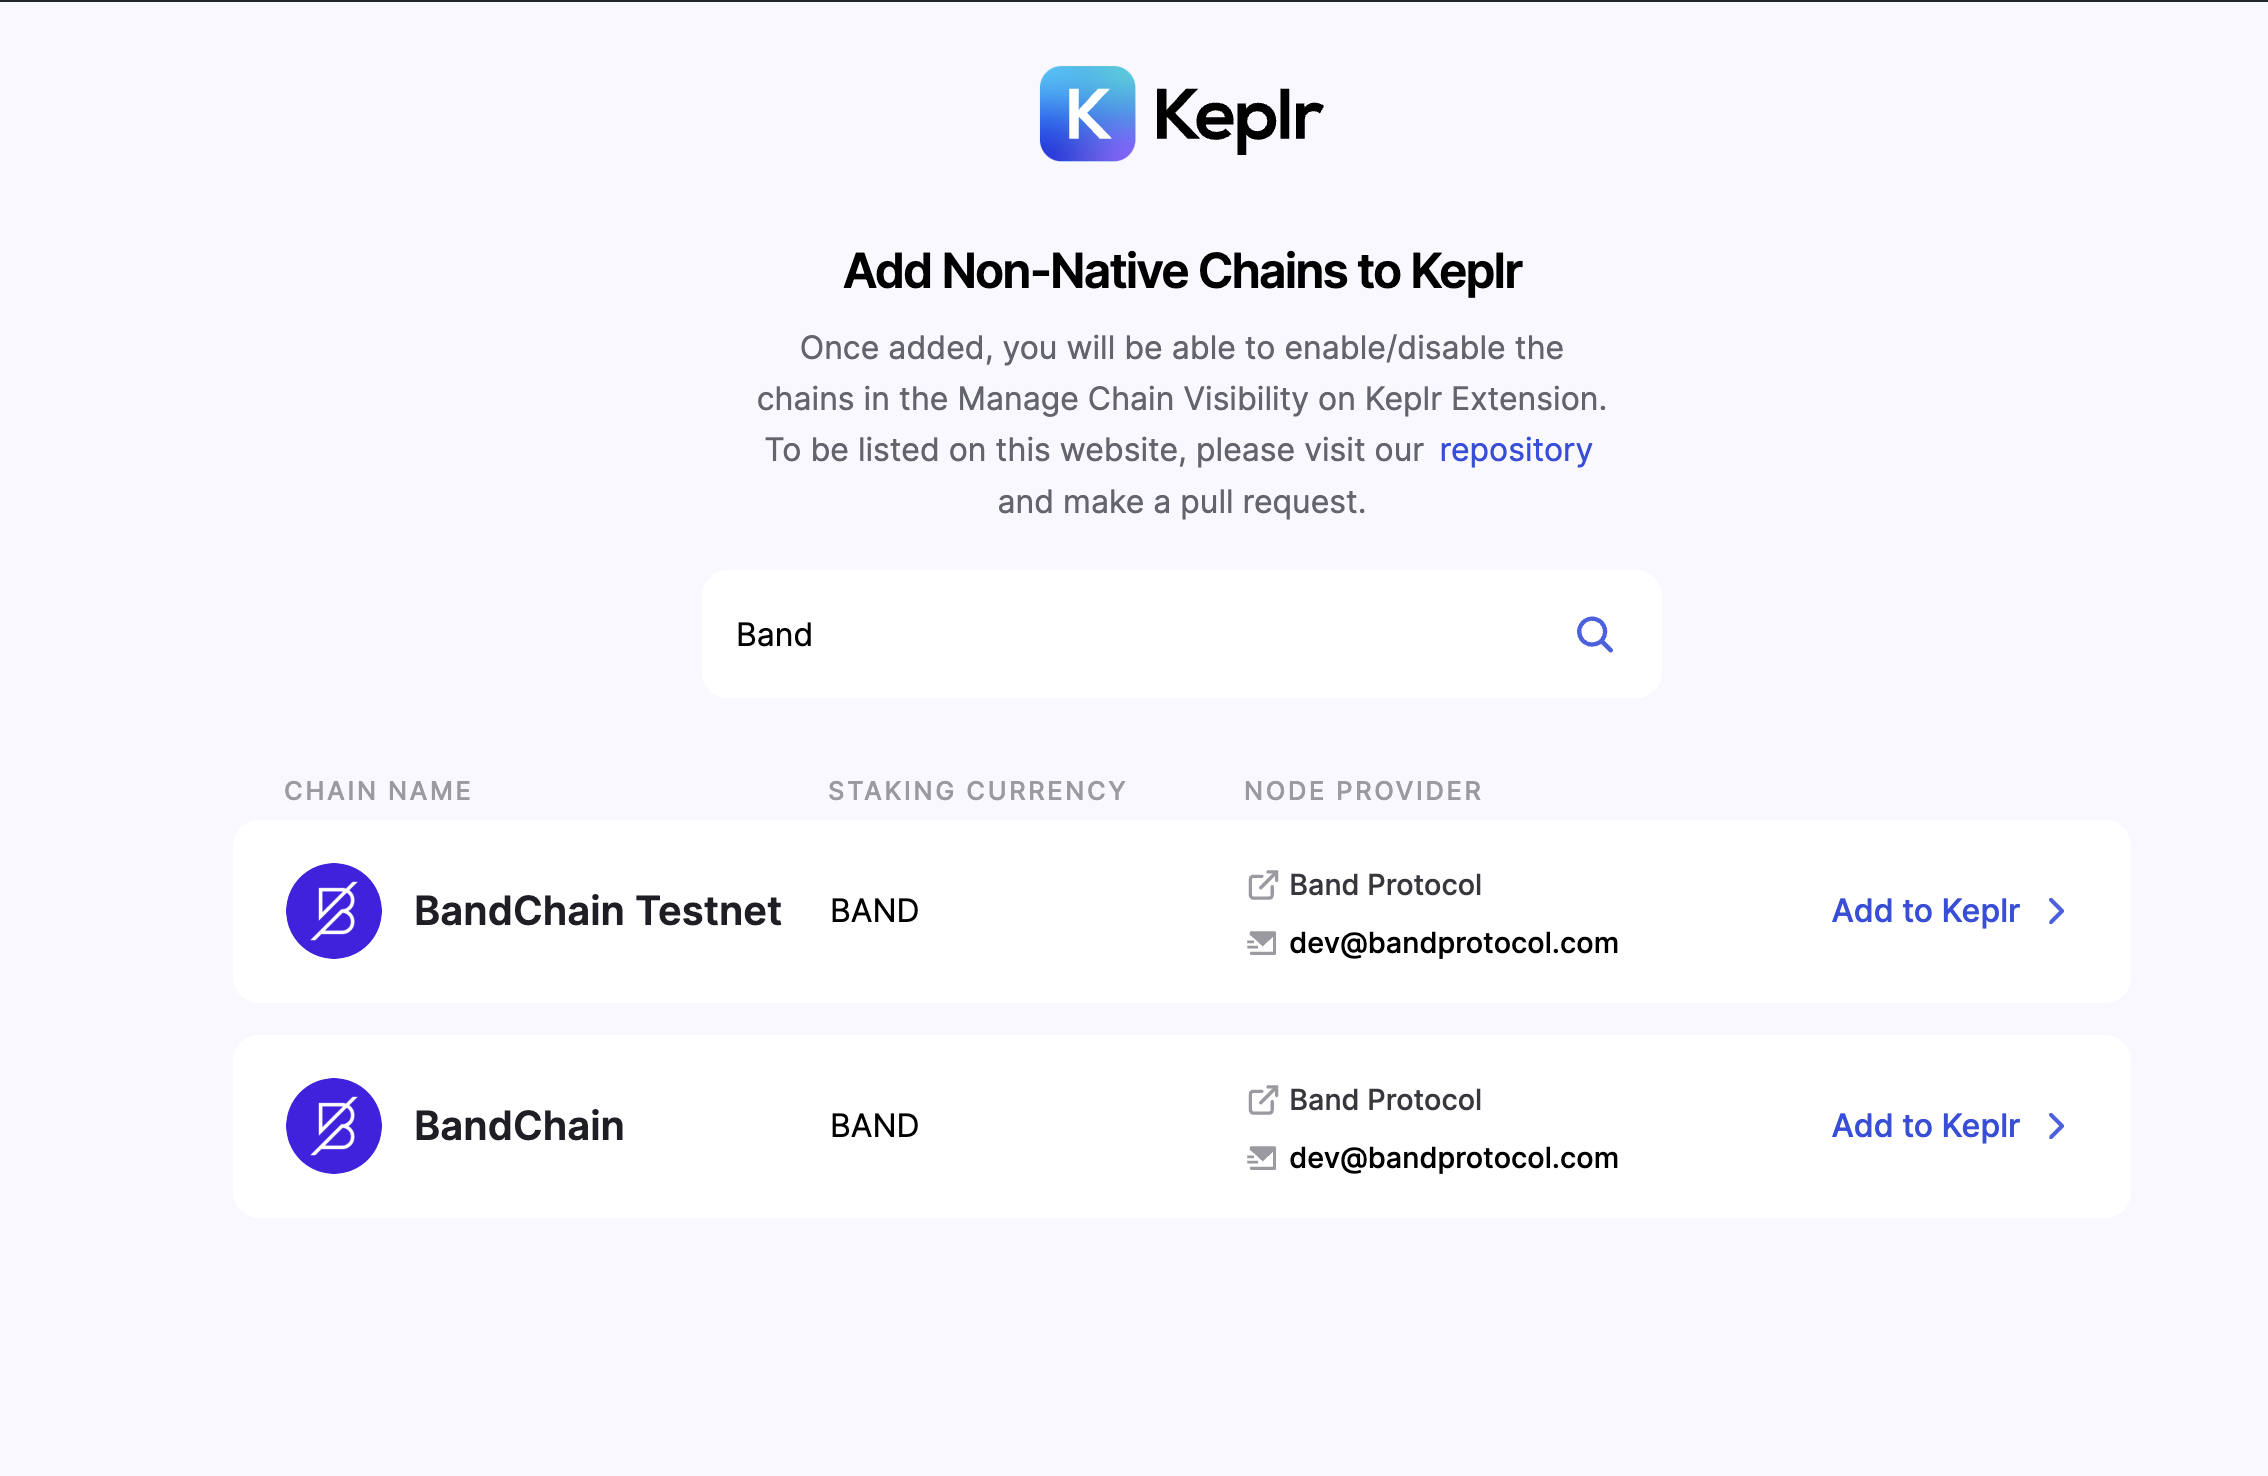 K Keplr
Add Non-Native Chains to Keplr
Once added, you will be able to enable/disable the
chains in the Manage Chain Visibility on Keplr Extension.
To be listed on this website, please visit our repository
and make a pull request.
Band
CHAIN NAME STAKING CURRENCY NODE PROVIDER
BandChain Testnet BAND Band Protocol Add to Keplr
dev@bandprotocol.com
BandChain BAND Band Protocol Add to Keplr
dev@bandprotocol.com